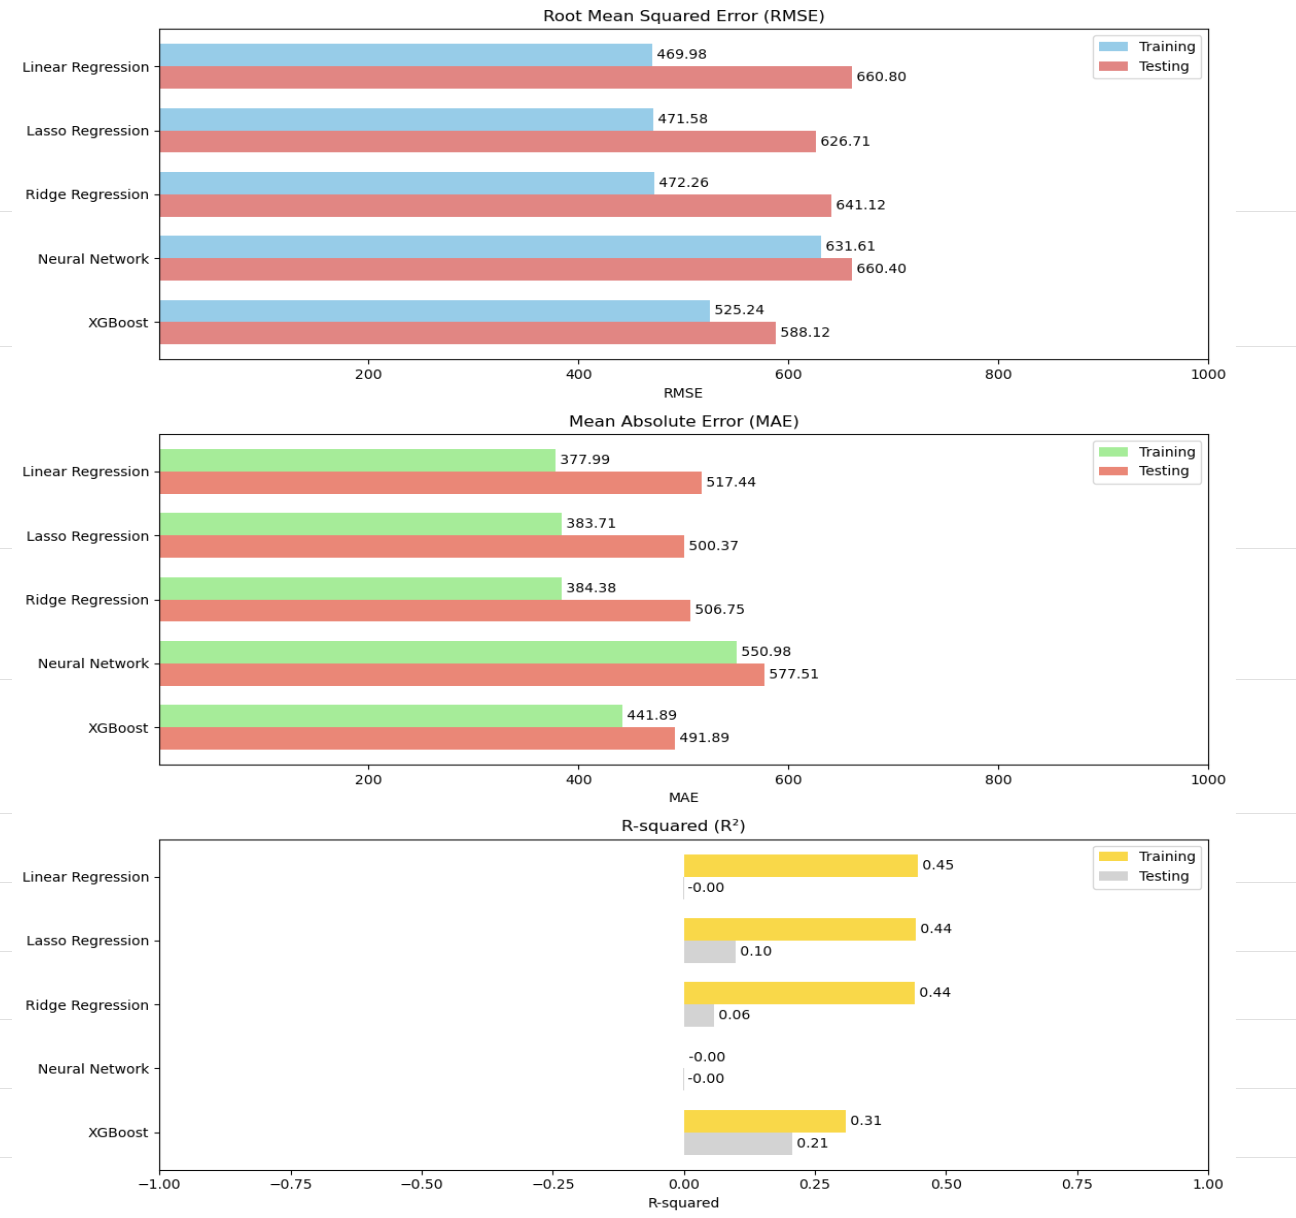 Root Mean Squared Error (RMSE)
Training
Testing
Linear Regression
469.98
660.80
Lasso Regression
471.58
626.71
Ridge Regression
472.26
641.12
Neural Network
631.61
660.40
XGBoost
525.24
588.12
200 400 600 800 1000
RMSE
Mean Absolute Error (MAE)
Training
Testing
Linear Regression
377.99
517.44
Lasso Regression
383.71
500.37
Ridge Regression
384.38
506.75
Neural Network
550.98
577.51
XGBoost
441.89
491.89
200 400 600 800 1000
MAE
R-squared (R²)
Training
Testing
Linear Regression
0.45
-0.00
Lasso Regression
0.44
0.10
Ridge Regression
0.44
0.06
Neural Network
-0.00
-0.00
XGBoost
0.31
0.21
−1.00 −0.75 −0.50 −0.25 0.00 0.25 0.50 0.75 1.00
R-squared